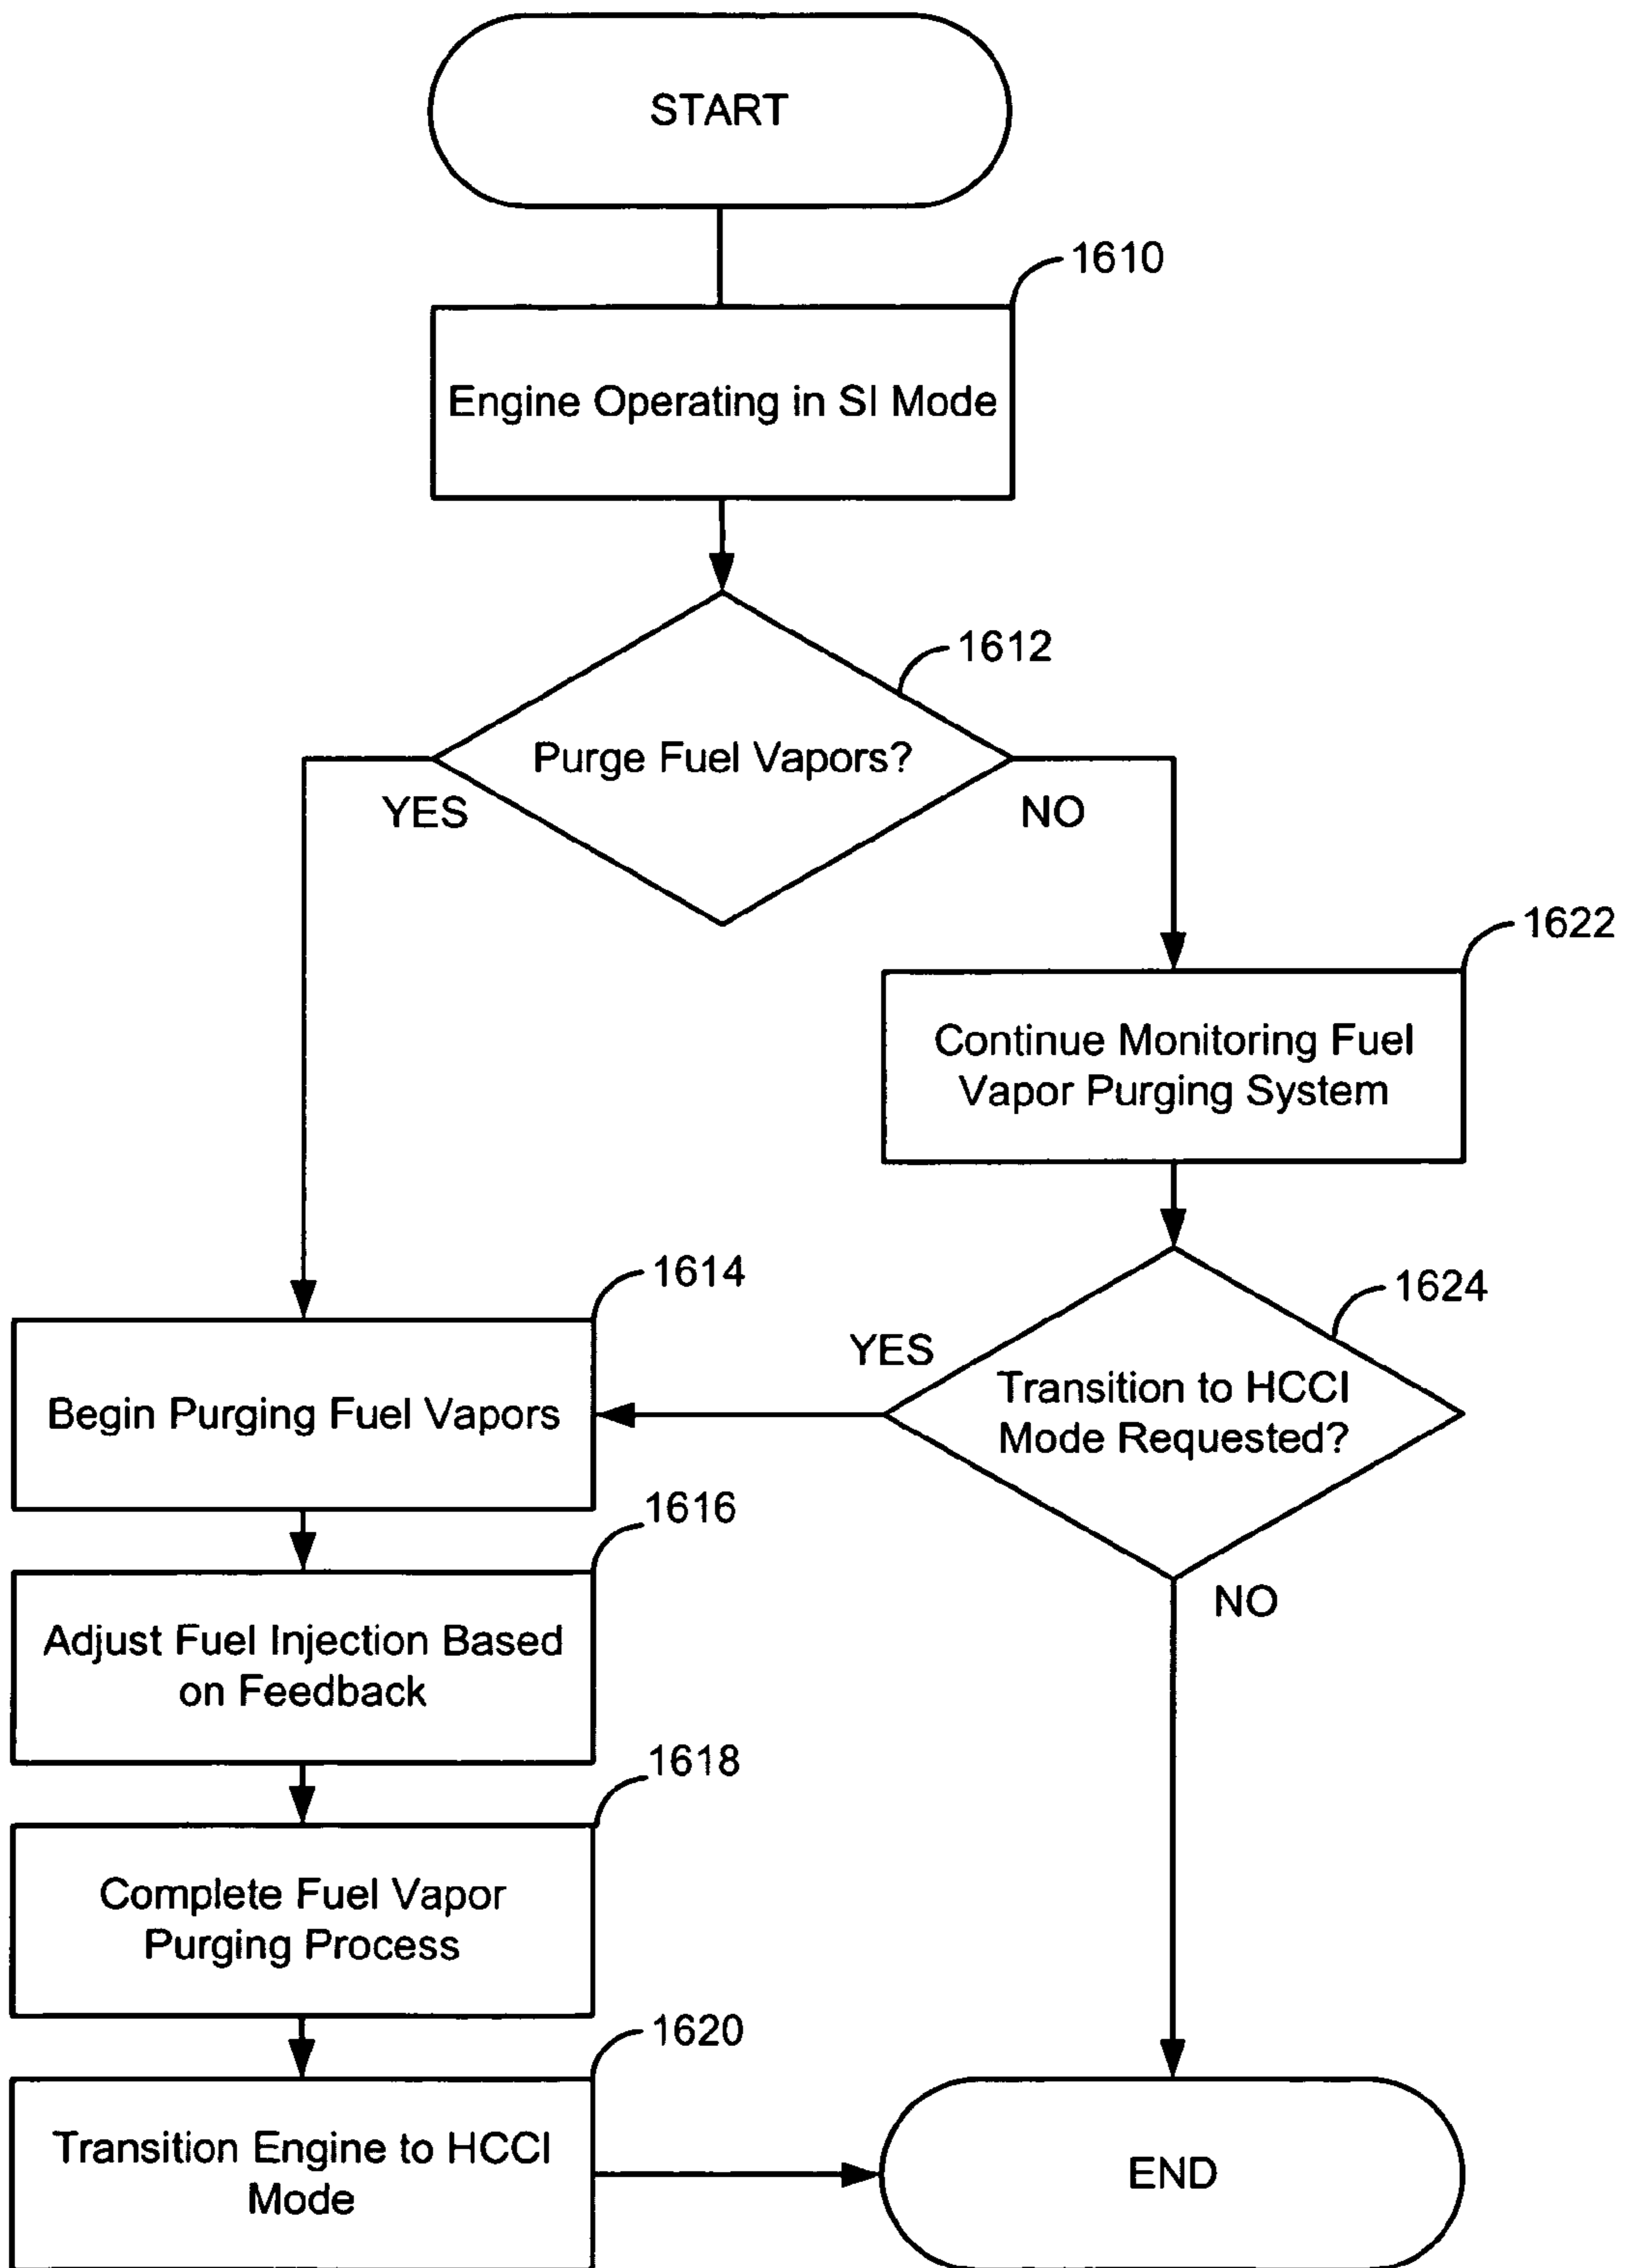 START
1610
Engine Operating in SI Mode
1612
Purge Fuel Vapors?
YES
NO
1622
Continue Monitoring Fuel
Vapor Purging System
1614
1624
YES
Transition to HCCI
Mode Requested?
Begin Purging Fuel Vapors
1616
NO
Adjust Fuel Injection Based
on Feedback
1618
Complete Fuel Vapor
Purging Process
1620
Transition Engine to HCCI
Mode
END